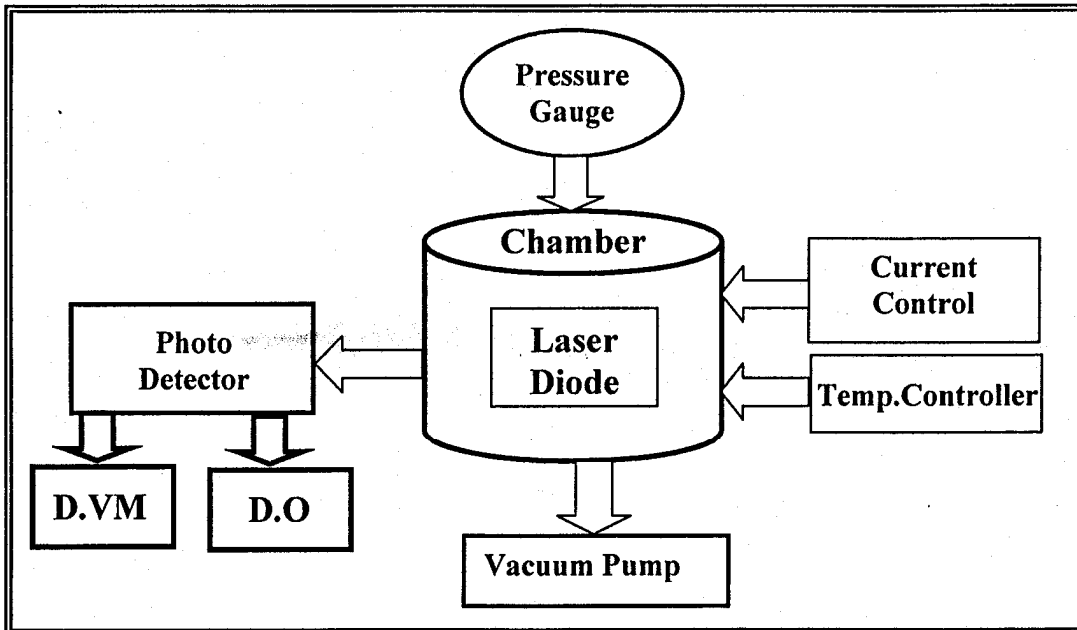 Pressure
Gauge
Chamber
Current
Control
Laser
Diode
Photo
Detector
Temp.Controller
D.VM
D.O
Vacuum Pump